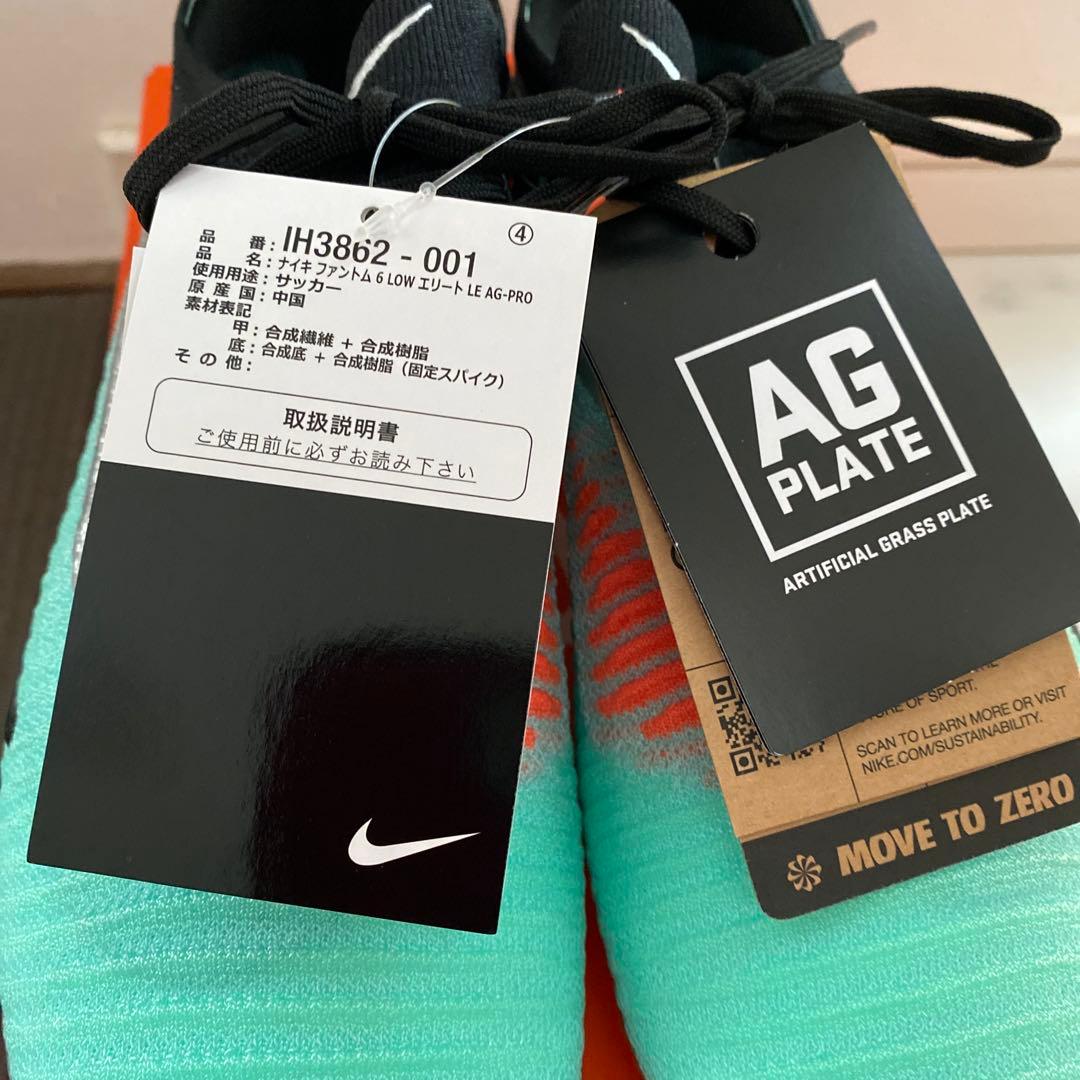 ④
品番：IH3862 - 001
品名：ナイキ ファントム 6 LOW エリート LE AG-PRO
使用用途：サッカー
原産国：中国
素材表記
甲：合成繊維 + 合成樹脂
底：合成底 + 合成樹脂（固定スパイク）
その他：
取扱説明書
ご使用前に必ずお読み下さい
AG
PLATE
ARTIFICIAL GRASS PLATE
OF SPORT.
SCAN TO LEARN MORE OR VISIT
NIKE.COM/SUSTAINABILITY.
MOVE TO ZERO